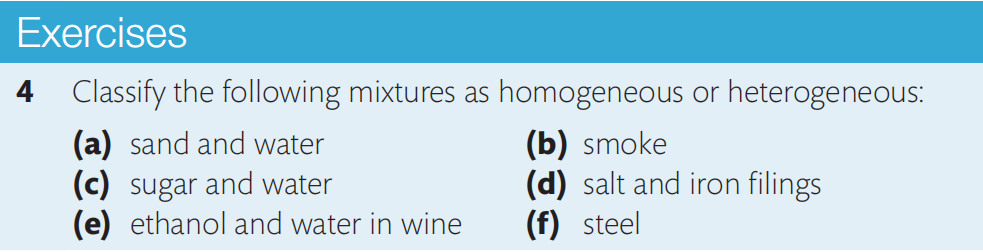 Exercises
4 Classify the following mixtures as homogeneous or heterogeneous:
(a) sand and water (b) smoke
(c) sugar and water (d) salt and iron filings
(e) ethanol and water in wine (f) steel